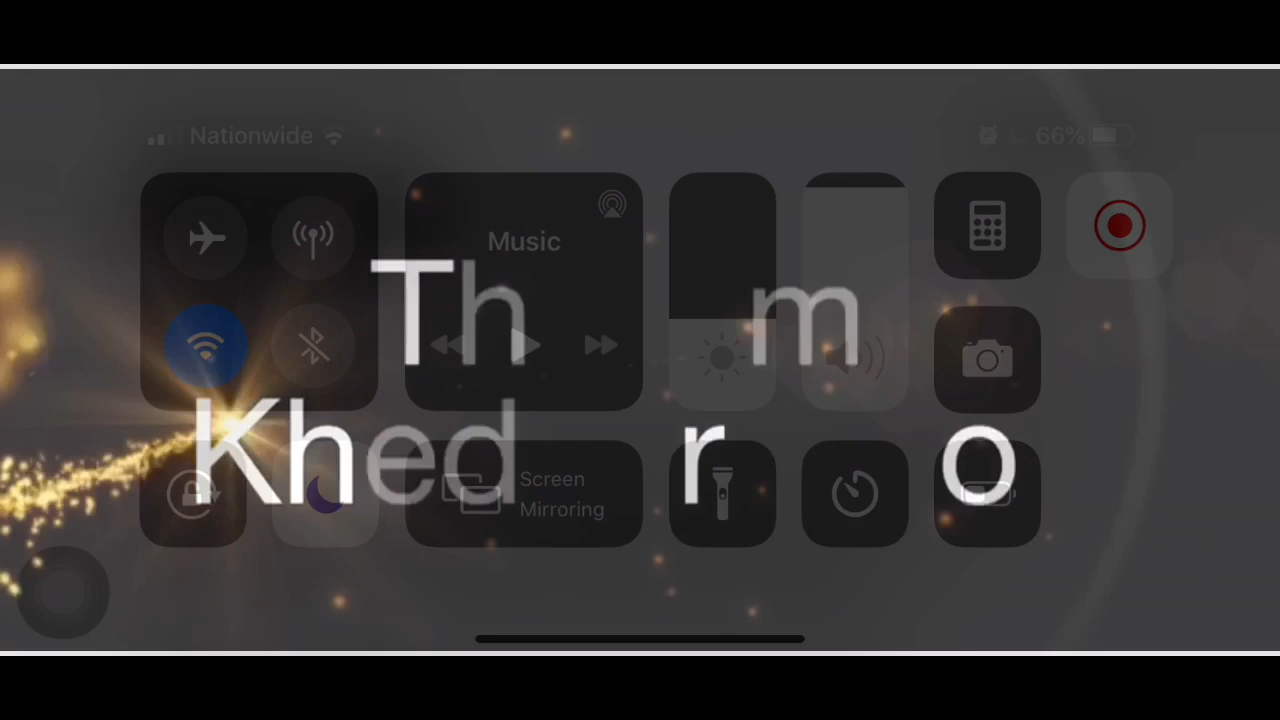 Nationwide 66%
Music
Th m
Khed r o
Screen
Mirroring